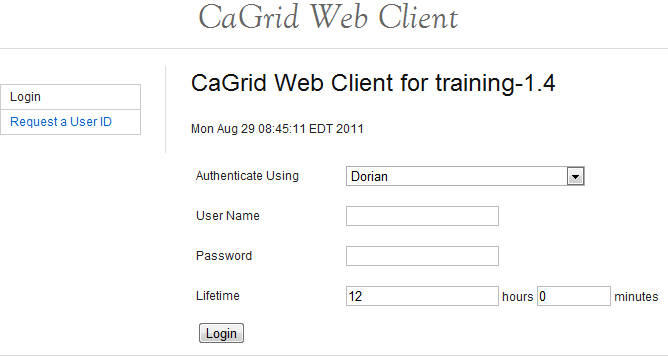 CaGrid Web Client
Login
Request a User ID
CaGrid Web Client for training-1.4
Mon Aug 29 08:45:11 EDT 2011
Authenticate Using Dorian
User Name
Password
Lifetime 12 hours 0 minutes
Login